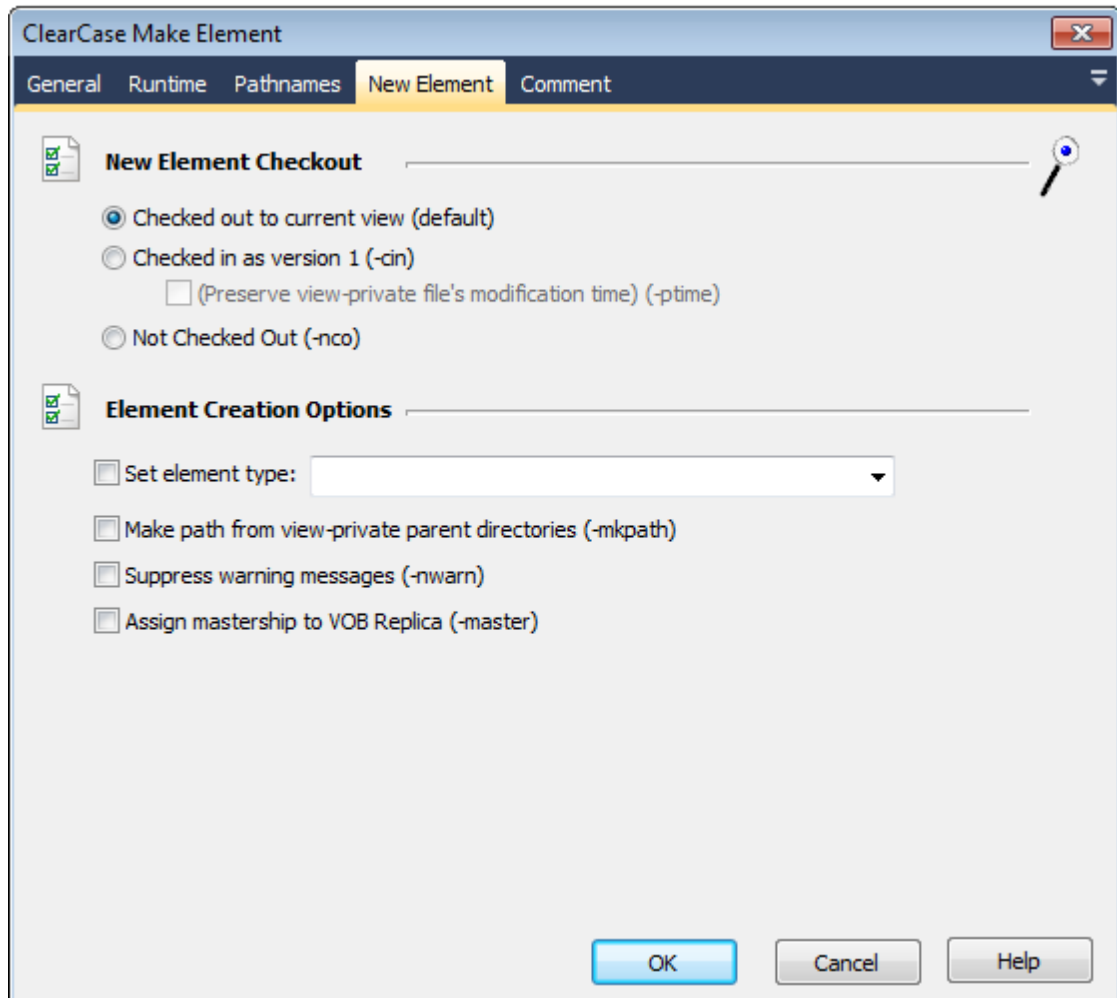 ClearCase Make Element
General Runtime Pathnames New Element Comment
New Element Checkout
Checked out to current view (default)
Checked in as version 1 (-cin)
(Preserve view-private file's modification time) (-ptime)
Not Checked Out (-nco)
Element Creation Options
Set element type:
Make path from view-private parent directories (-mkpath)
Suppress warning messages (-nwarn)
Assign mastership to VOB Replica (-master)
OK Cancel Help